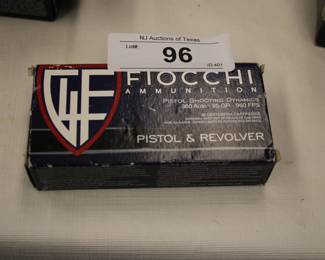 NJ Auctions of Texas
Lot#:
96
FIOCCHI
AMMUNITION
PISTOL SHOOTING DYNAMICS
380 Auto - 95 GR - 960 FPS
PISTOL & REVOLVER